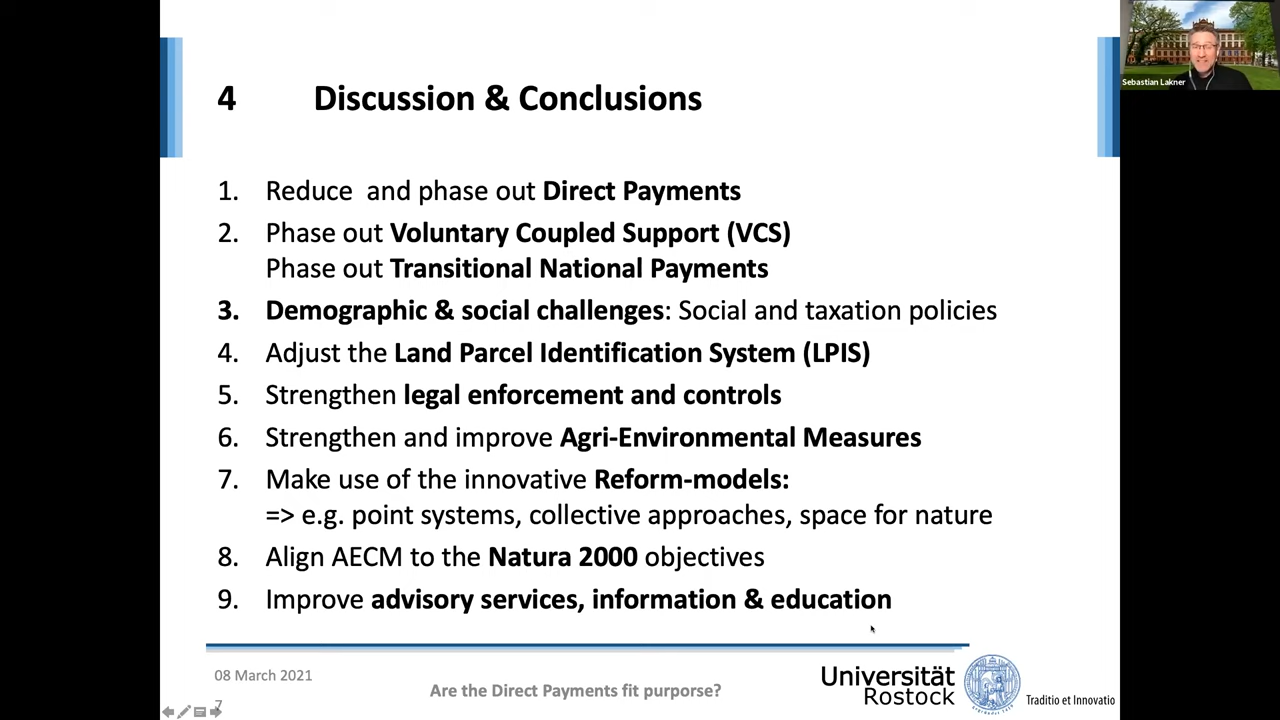 Sebastian Lakner
4 Discussion & Conclusions
1. Reduce and phase out Direct Payments
2. Phase out Voluntary Coupled Support (VCS)
Phase out Transitional National Payments
3. Demographic & social challenges: Social and taxation policies
4. Adjust the Land Parcel Identification System (LPIS)
5. Strengthen legal enforcement and controls
6. Strengthen and improve Agri-Environmental Measures
7. Make use of the innovative Reform-models:
=> e.g. point systems, collective approaches, space for nature
8. Align AECM to the Natura 2000 objectives
9. Improve advisory services, information & education
08 March 2021
Are the Direct Payments fit purporse?
7
Universität
Rostock
Traditio et Innovatio